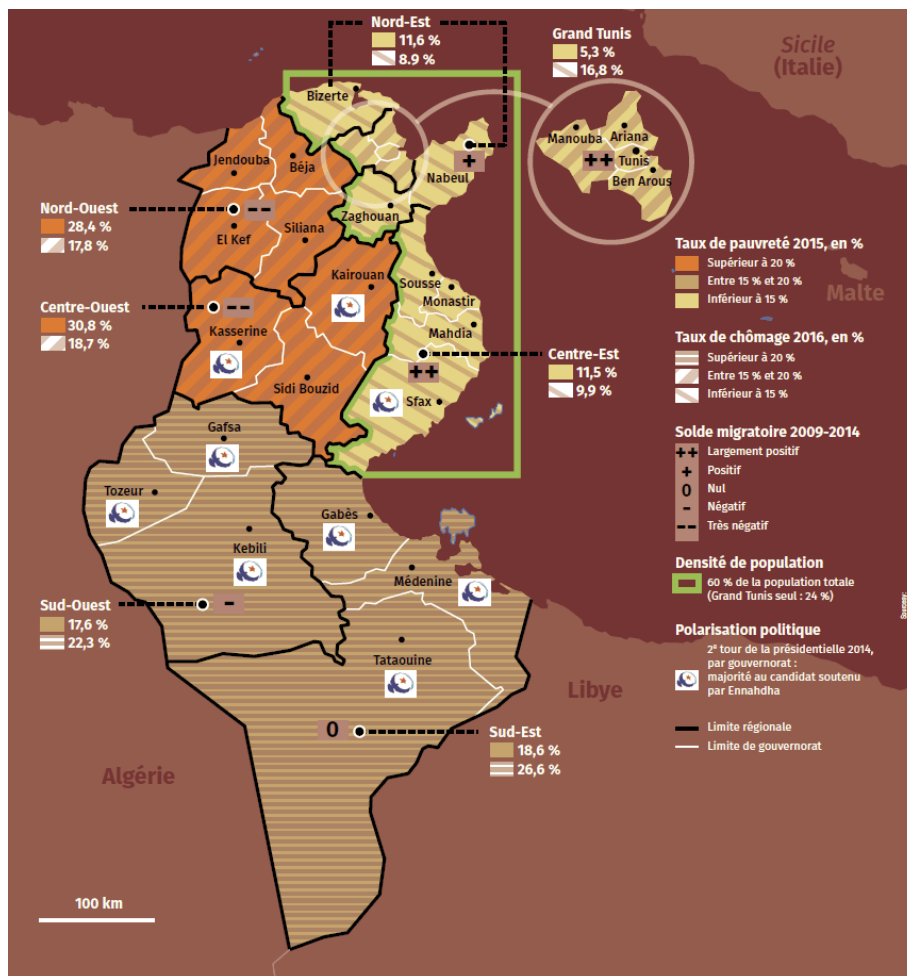 Nord-Est
11,6 %
8.9 %
Grand Tunis
5,3 %
16,8 %
Sicile
(Italie)
Bizerte
Manouba
Ariana
++
Tunis
Ben Arous
Jendouba
Béja
+
Nabeul
Nord-Ouest
28,4 %
17,8 %
--
El Kef
Siliana
Zaghouan
Taux de pauvreté 2015, en %
Supérieur à 20 %
Entre 15 % et 20 %
Inférieur à 15 %
Malte
Kairouan
Sousse
Monastir
Mahdia
Centre-Ouest
30,8 %
18,7 %
--
Kasserine
Sidi Bouzid
Centre-Est
11,5 %
9,9 %
++
Sfax
Taux de chômage 2016, en %
Supérieur à 20 %
Entre 15 % et 20 %
Inférieur à 15 %
Solde migratoire 2009-2014
++ Largement positif
+ Positif
0 Nul
- Négatif
-- Très négatif
Gafsa
Tozeur
Kebili
Gabès
Médenine
Densité de population
60 % de la population totale
(Grand Tunis seul : 24 %)
Sud-Ouest
17,6 %
22,3 %
-
Tataouine
Polarisation politique
2e tour de la présidentielle 2014,
par gouvernorat :
majorité au candidat soutenu
par Ennahdha
Libye
0
Sud-Est
18,6 %
26,6 %
Limite régionale
Limite de gouvernorat
Algérie
100 km